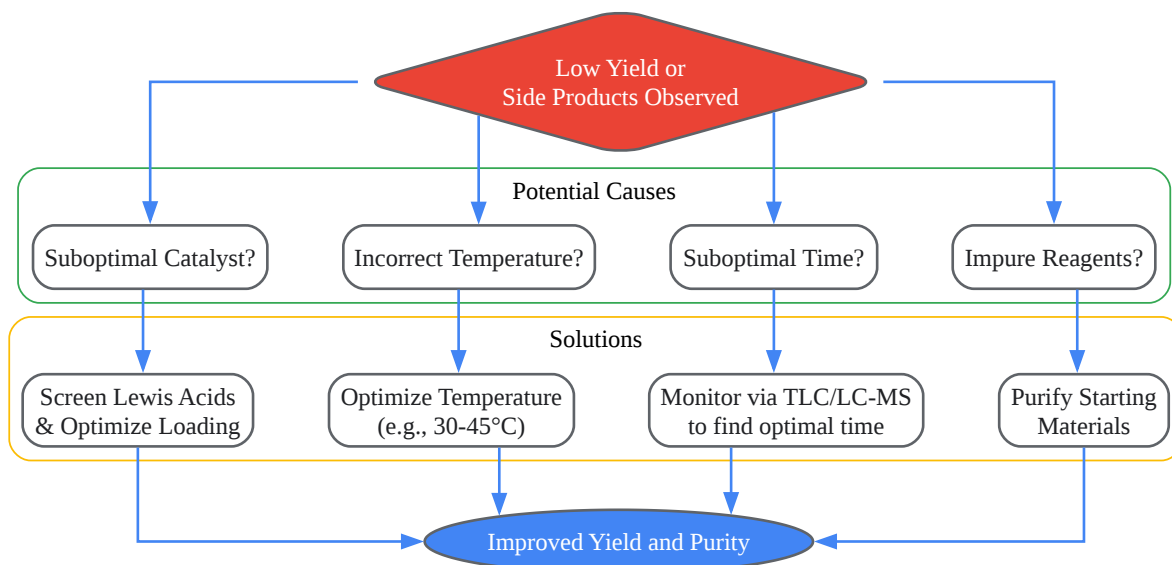 Low Yield or
Side Products Observed
Potential Causes
Suboptimal Catalyst?
Incorrect Temperature?
Suboptimal Time?
Impure Reagents?
Solutions
Screen Lewis Acids
& Optimize Loading
Optimize Temperature
(e.g., 30-45°C)
Monitor via TLC/LC-MS
to find optimal time
Purify Starting
Materials
Improved Yield and Purity